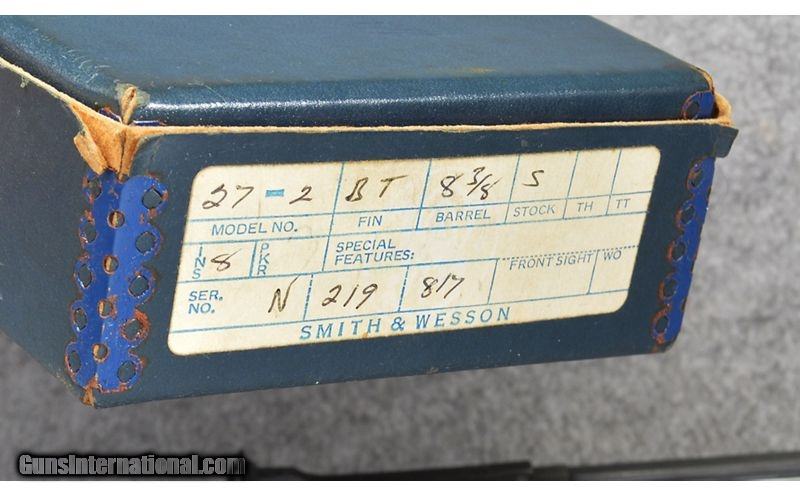 27-2 BT 8 3/8 S
MODEL NO. FIN BARREL STOCK TH TT
INS 8 PKR SPECIAL FEATURES:
FRONT SIGHT WO
SER. NO. N 219 817
SMITH & WESSON
GunsInternational.com